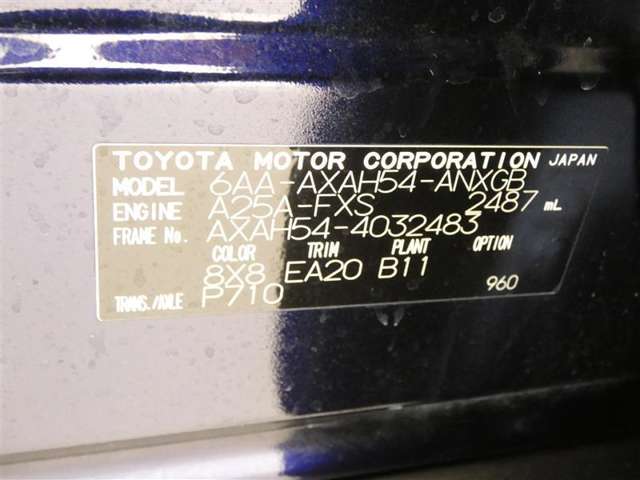 TOYOTA MOTOR CORPORATION JAPAN
MODEL 6AA-AXAH54-ANXGB
ENGINE A25A-FXS 2487 mL
FRAME No. AXAH54-4032483
COLOR TRIM PLANT OPTION
8X8 EA20 B11
TRANS./AXLE P710 960